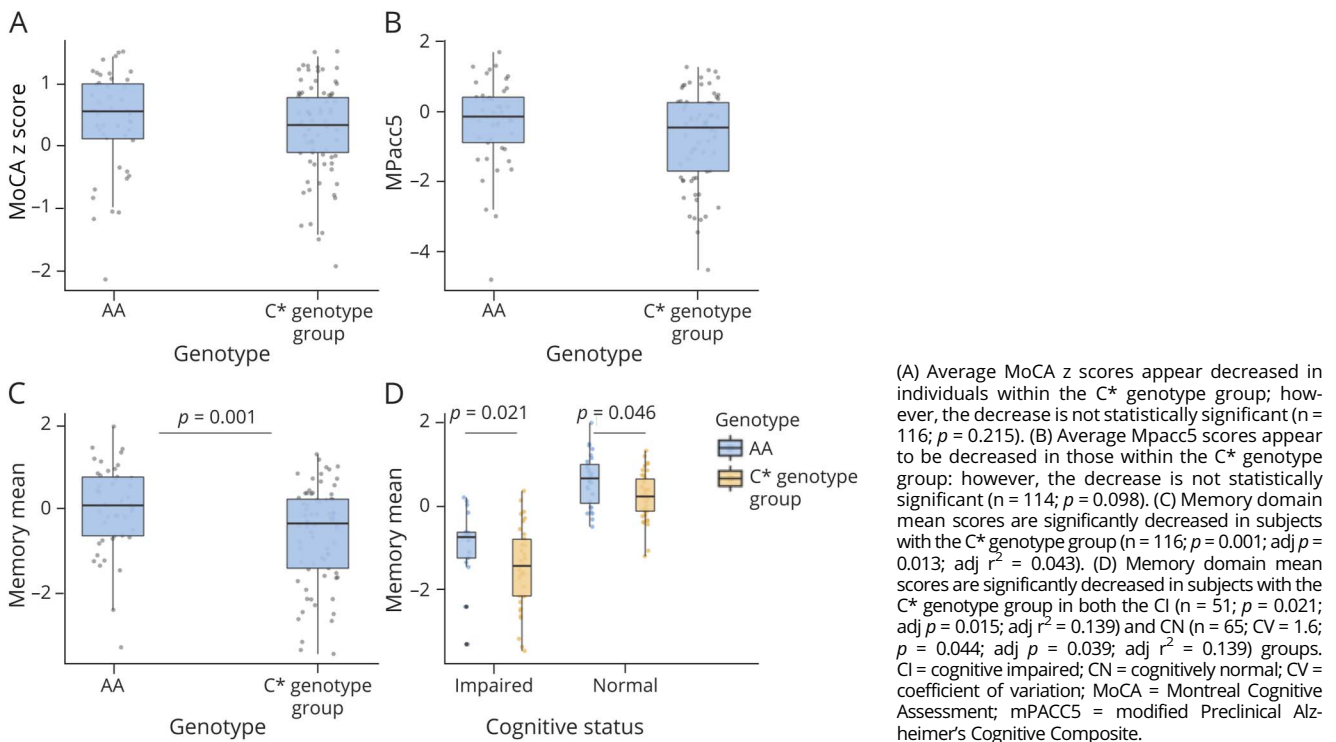 A
MoCA z score
1
0
–1
–2
AA
C* genotype
group
Genotype
B
MPacc5
2
0
–2
–4
AA
C* genotype
group
Genotype
C
Memory mean
2
0
–2
p = 0.001
AA
C* genotype
group
Genotype
D
Memory mean
2
0
–2
p = 0.021
p = 0.046
Impaired
Normal
Cognitive status
Genotype
AA
C* genotype
group
(A) Average MoCA z scores appear decreased in
individuals within the C* genotype group; how-
ever, the decrease is not statistically significant (n =
116; p = 0.215). (B) Average Mpacc5 scores appear
to be decreased in those within the C* genotype
group: however, the decrease is not statistically
significant (n = 114; p = 0.098). (C) Memory domain
mean scores are significantly decreased in subjects
with the C* genotype group (n = 116; p = 0.001; adj p =
0.013; adj r² = 0.043). (D) Memory domain mean
scores are significantly decreased in subjects with the
C* genotype group in both the CI (n = 51; p = 0.021;
adj p = 0.015; adj r² = 0.139) and CN (n = 65; CV = 1.6;
p = 0.044; adj p = 0.039; adj r² = 0.139) groups.
CI = cognitive impaired; CN = cognitively normal; CV =
coefficient of variation; MoCA = Montreal Cognitive
Assessment; mPACC5 = modified Preclinical Alz-
heimer's Cognitive Composite.